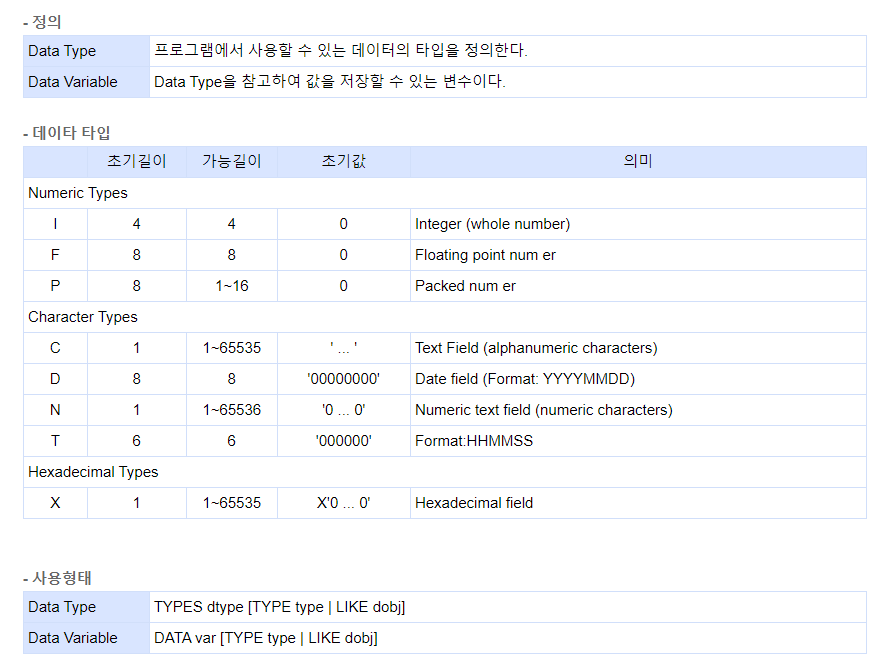 - 정의
Data Type 프로그램에서 사용할 수 있는 데이터의 타입을 정의한다.
Data Variable Data Type을 참고하여 값을 저장할 수 있는 변수이다.
- 데이타 타입
초기길이 가능길이 초기값 의미
Numeric Types
I 4 4 0 Integer (whole number)
F 8 8 0 Floating point num er
P 8 1~16 0 Packed num er
Character Types
C 1 1~65535 ' ... ' Text Field (alphanumeric characters)
D 8 8 '00000000' Date field (Format: YYYYMMDD)
N 1 1~65536 '0 ... 0' Numeric text field (numeric characters)
T 6 6 '000000' Format:HHMMSS
Hexadecimal Types
X 1 1~65535 X'0 ... 0' Hexadecimal field
- 사용형태
Data Type TYPES dtype [TYPE type | LIKE dobj]
Data Variable DATA var [TYPE type | LIKE dobj]